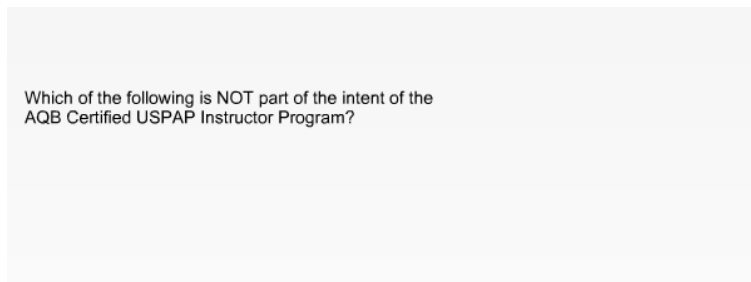 Which of the following is NOT part of the intent of the
AQB Certified USPAP Instructor Program?